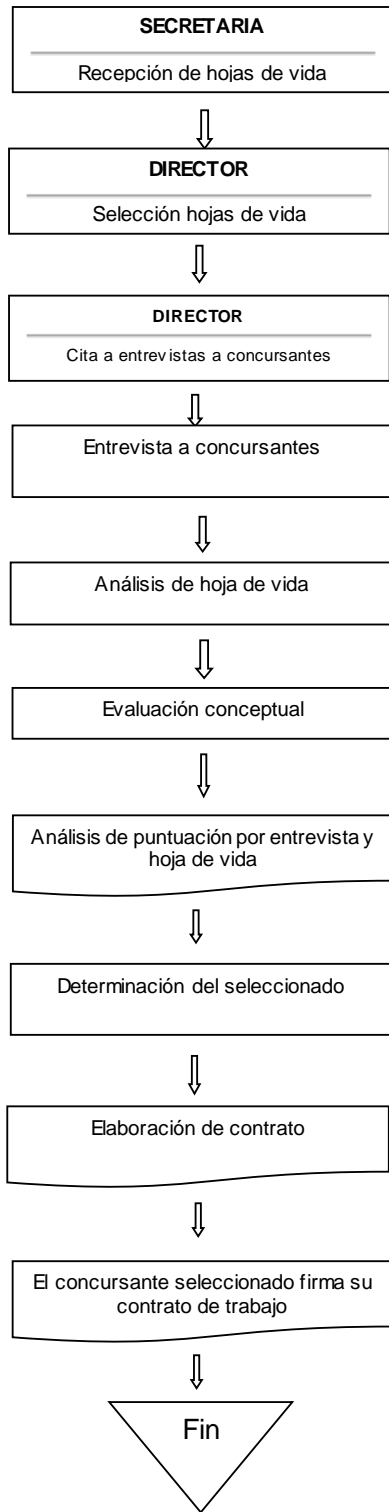 SECRETARIA
Recepción de hojas de vida
DIRECTOR
Selección hojas de vida
DIRECTOR
Cita a entrevistas a concursantes
Entrevista a concursantes
Análisis de hoja de vida
Evaluación conceptual
Análisis de puntuación por entrevista y
hoja de vida
Determinación del seleccionado
Elaboración de contrato
El concursante seleccionado firma su
contrato de trabajo
Fin